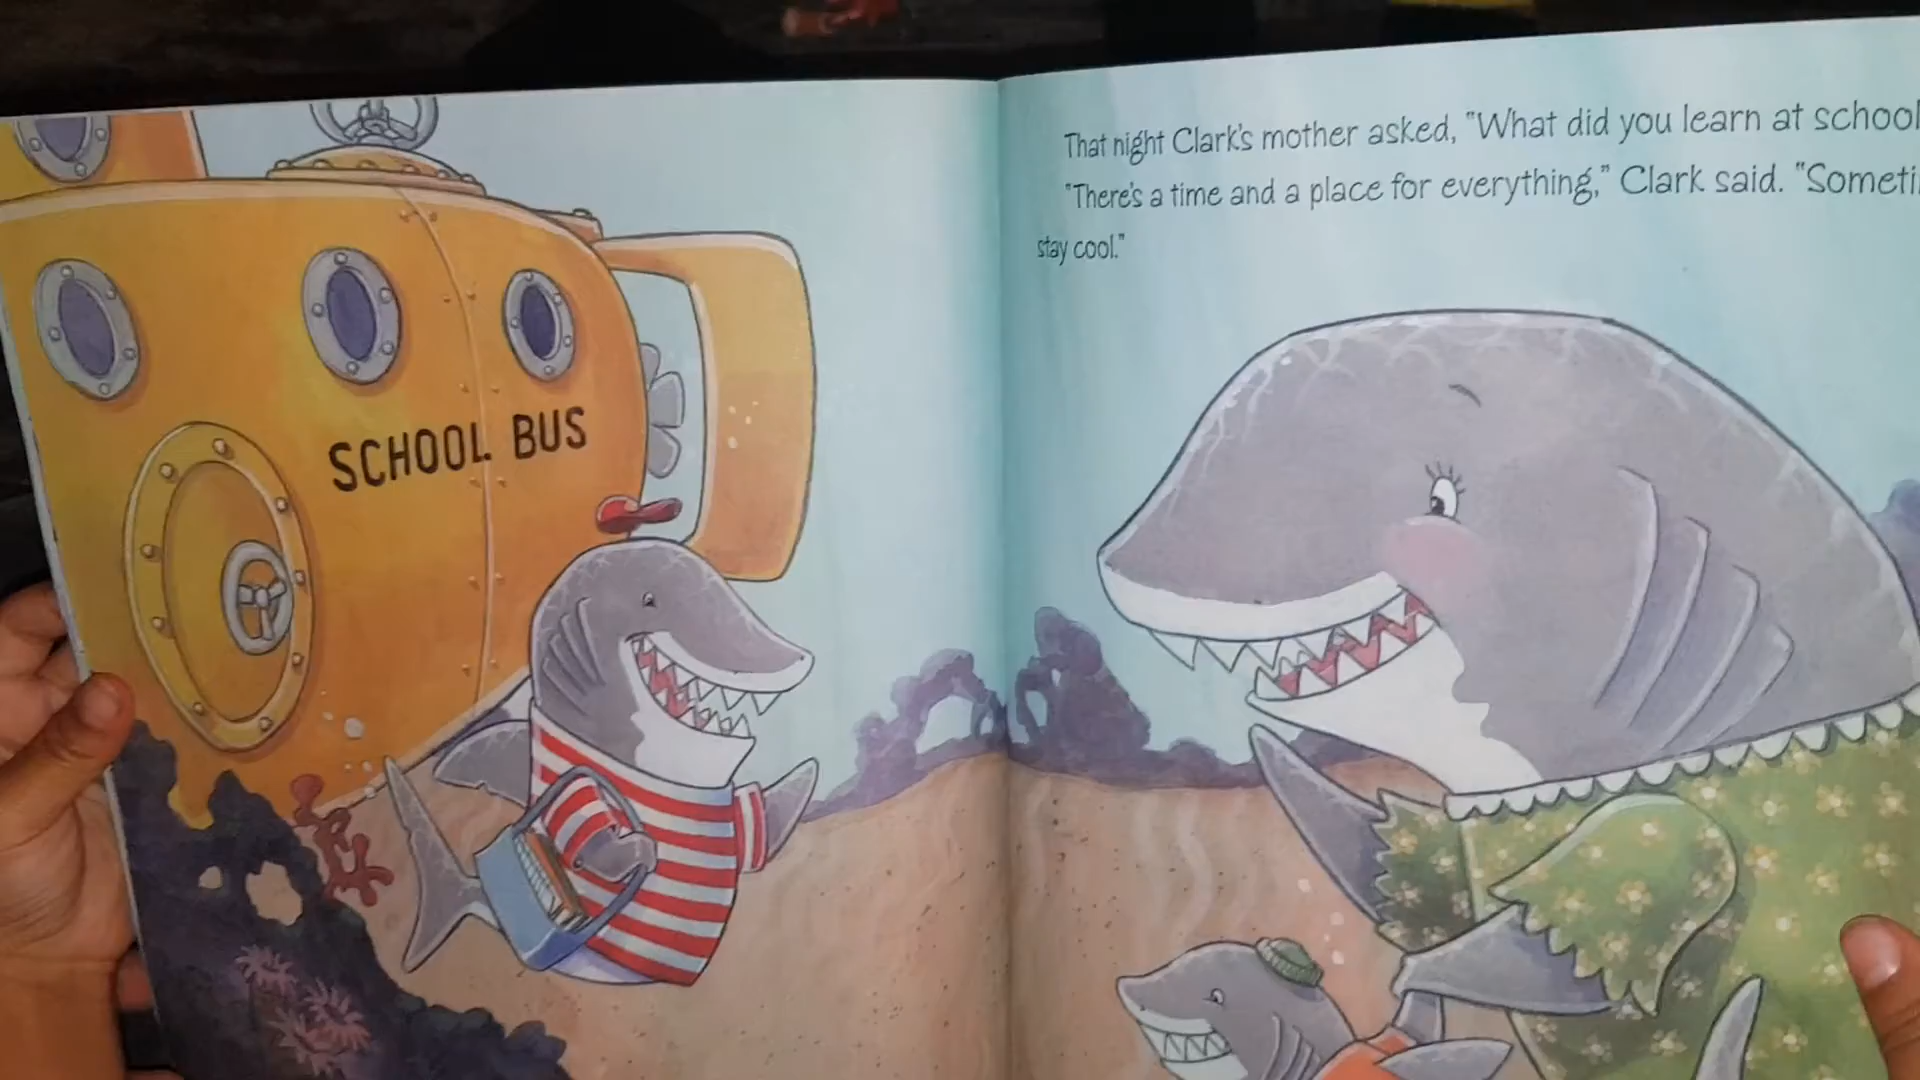 SCHOOL BUS
That night Clark's mother asked, "What did you learn at school
"There's a time and a place for everything," Clark said. "Someti
stay cool."